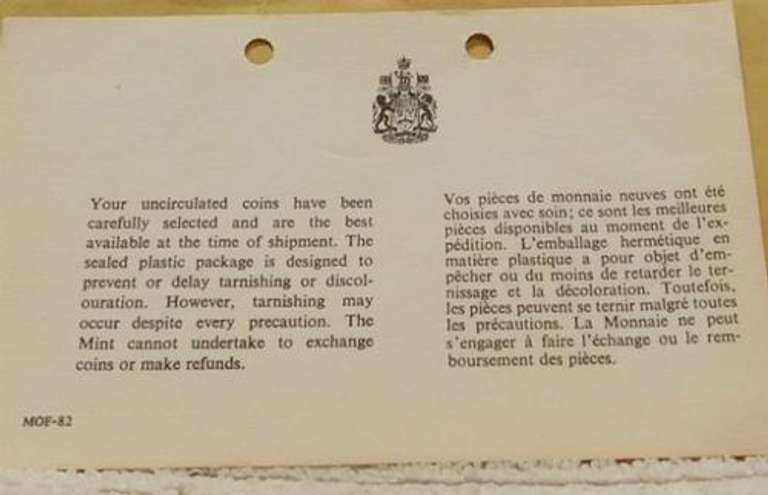 Your uncirculated coins have been
carefully selected and are the best
available at the time of shipment. The
sealed plastic package is designed to
prevent or delay tarnishing or discol-
ouration. However, tarnishing may
occur despite every precaution. The
Mint cannot undertake to exchange
coins or make refunds.
Vos pièces de monnaie neuves ont été
choisies avec soin; ce sont les meilleures
pièces disponibles au moment de l'ex-
pédition. L'emballage hermétique en
matière plastique a pour objet d'em-
pêcher ou du moins de retarder le ter-
nissage et la décoloration. Toutefois,
les pièces peuvent se ternir malgré toutes
les précautions. La Monnaie ne peut
s'engager à faire l'échange ou le rem-
boursement des pièces.
MOF-82